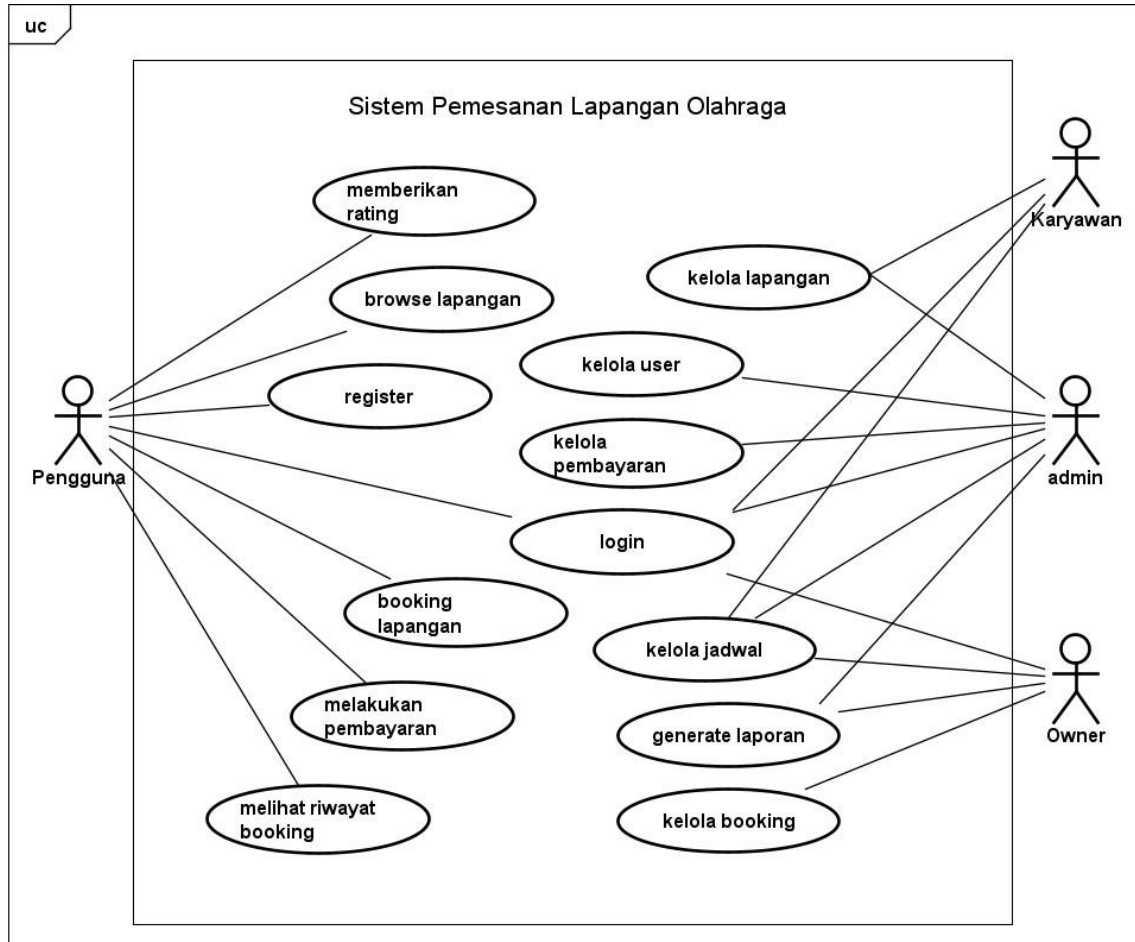 uc
Sistem Pemesanan Lapangan Olahraga
memberikan
rating
browse lapangan
register
kelola lapangan
kelola user
kelola
pembayaran
login
booking
lapangan
melakukan
pembayaran
melihat riwayat
booking
kelola jadwal
generate laporan
kelola booking
Pengguna
Karyawan
admin
Owner